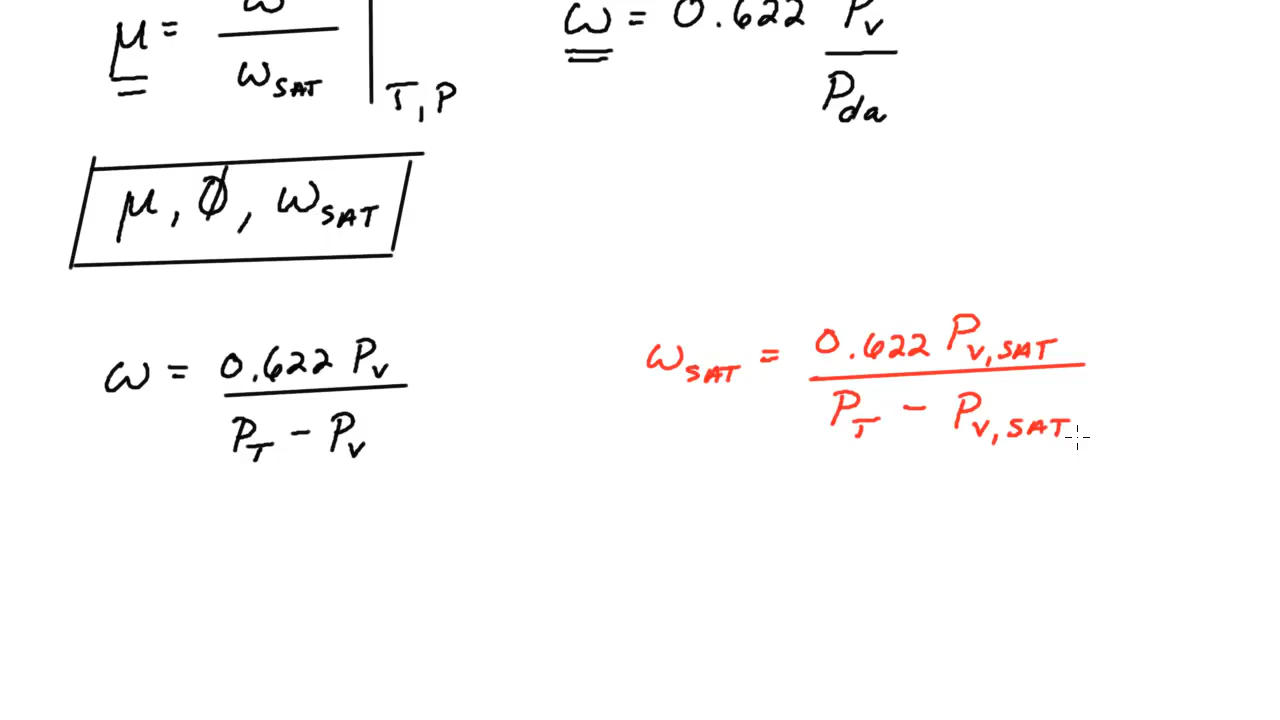 μ = ω / ω_SAT |_T,P
ω = 0.622 P_v / P_da
μ, Ø, ω_SAT
ω = 0.622 P_v / P_T - P_v
ω_SAT = 0.622 P_v,SAT / P_T - P_v,SAT